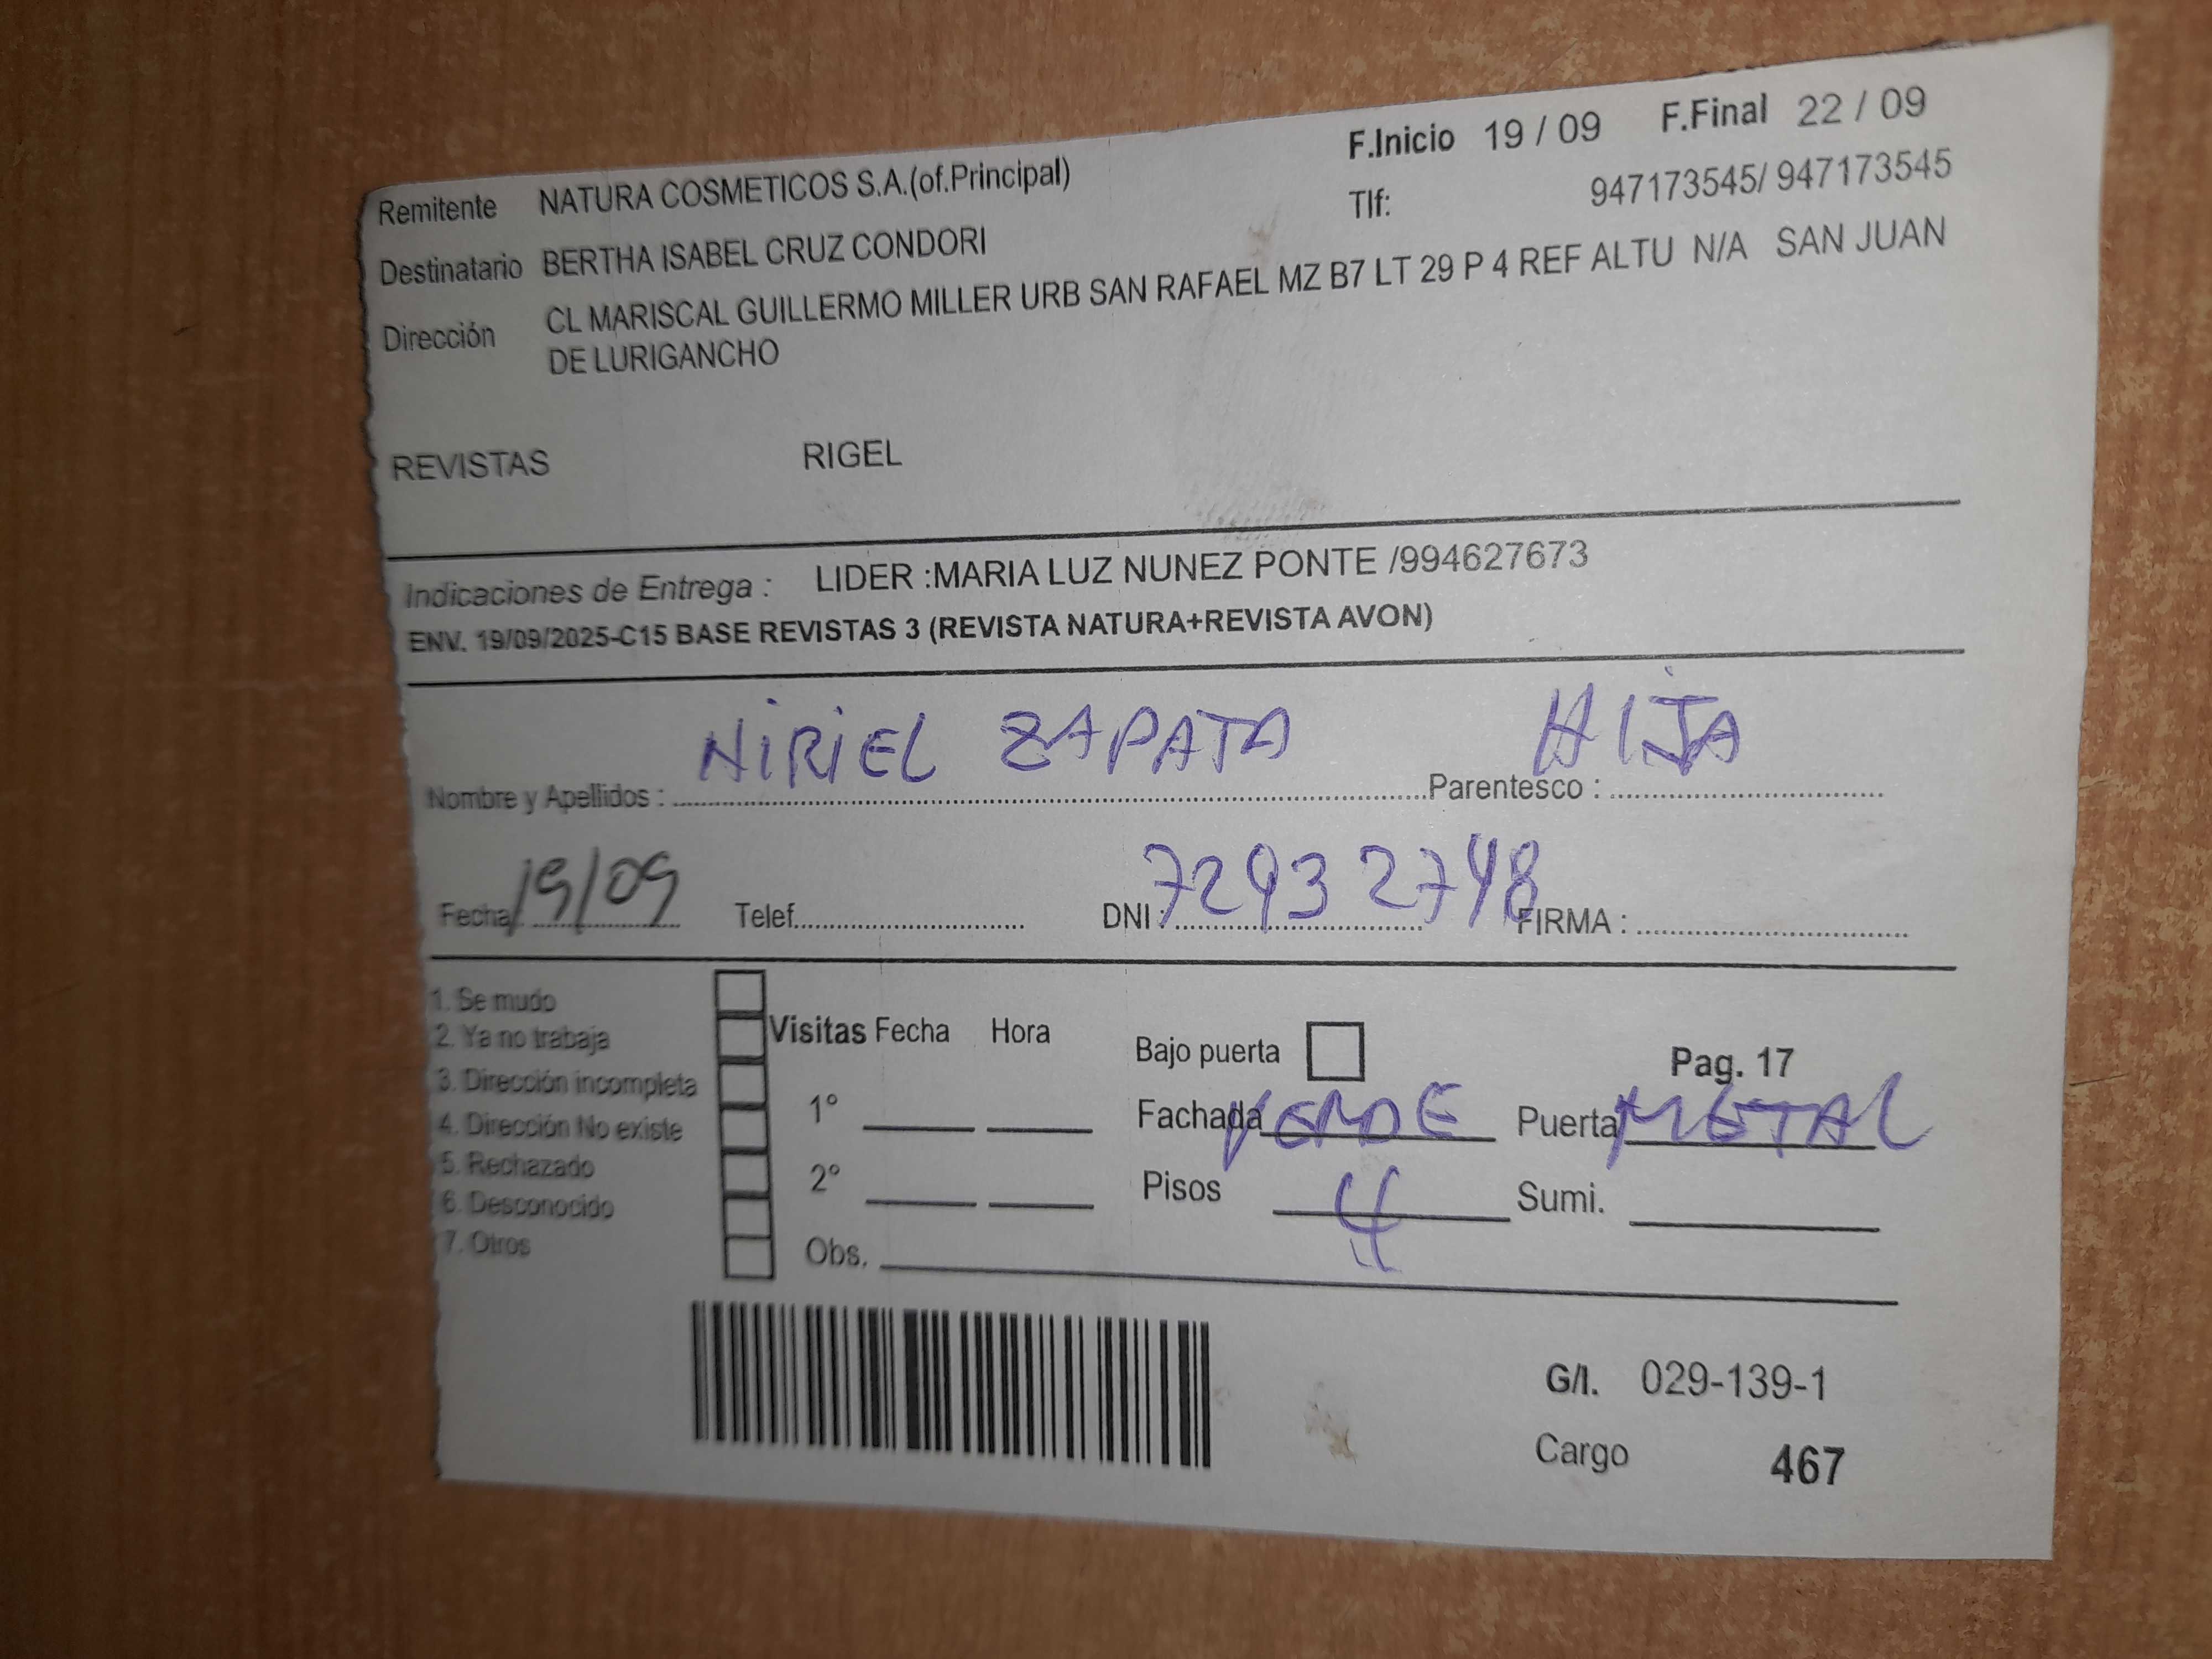 F.Inicio 19 / 09 F.Final 22 / 09
Remitente NATURA COSMETICOS S.A.(of.Principal) Tlf: 947173545/ 947173545
Destinatario BERTHA ISABEL CRUZ CONDORI
Dirección CL MARISCAL GUILLERMO MILLER URB SAN RAFAEL MZ B7 LT 29 P 4 REF ALTU N/A SAN JUAN
DE LURIGANCHO
REVISTAS RIGEL
Indicaciones de Entrega : LIDER :MARIA LUZ NUNEZ PONTE /994627673
ENV. 19/09/2025-C15 BASE REVISTAS 3 (REVISTA NATURA+REVISTA AVON)
Nombre y Apellidos : NIRIEL ZAPATA Parentesco : HIJA
Fecha: 19/09 Telef. DNI : 72932748 FIRMA :
1. Se mudo
2. Ya no trabaja
3. Dirección incompleta
4. Dirección No existe
5. Rechazado
6. Desconocido
7. Otros
Visitas Fecha Hora
1°
2°
Obs.
Bajo puerta Pag. 17
Fachada VERDE Puerta METAL
Pisos 4 Sumi.
G/I. 029-139-1
Cargo 467